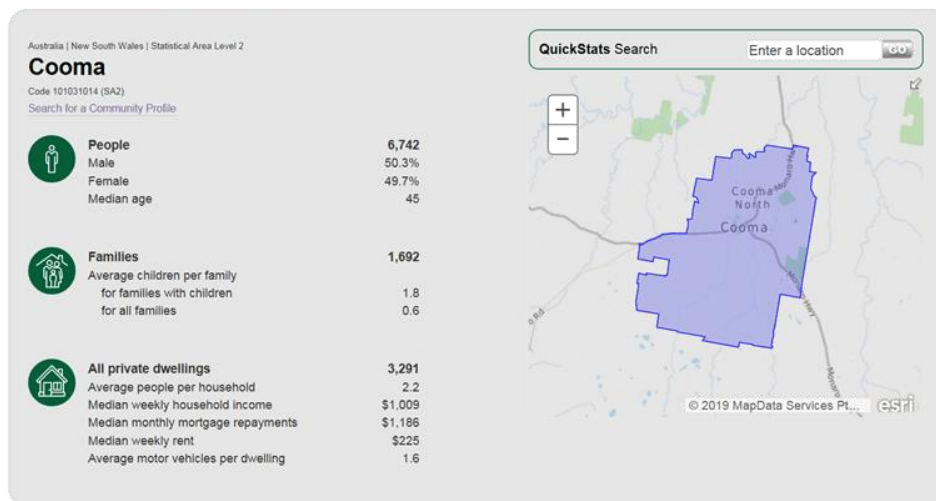 Australia | New South Wales | Statistical Area Level 2
Cooma
Code 101031014 (SA2)
Search for a Community Profile
People 6,742
Male 50.3%
Female 49.7%
Median age 45
Families 1,692
Average children per family
for families with children 1.8
for all families 0.6
All private dwellings 3,291
Average people per household 2.2
Median weekly household income $1,009
Median monthly mortgage repayments $1,186
Median weekly rent $225
Average motor vehicles per dwelling 1.6
QuickStats Search Enter a location GO
+
−
Monaro Hwy
Cooma
North
Cooma
Monaro Hwy
o Rd
Monaro
© 2019 MapData Services Pt... esri